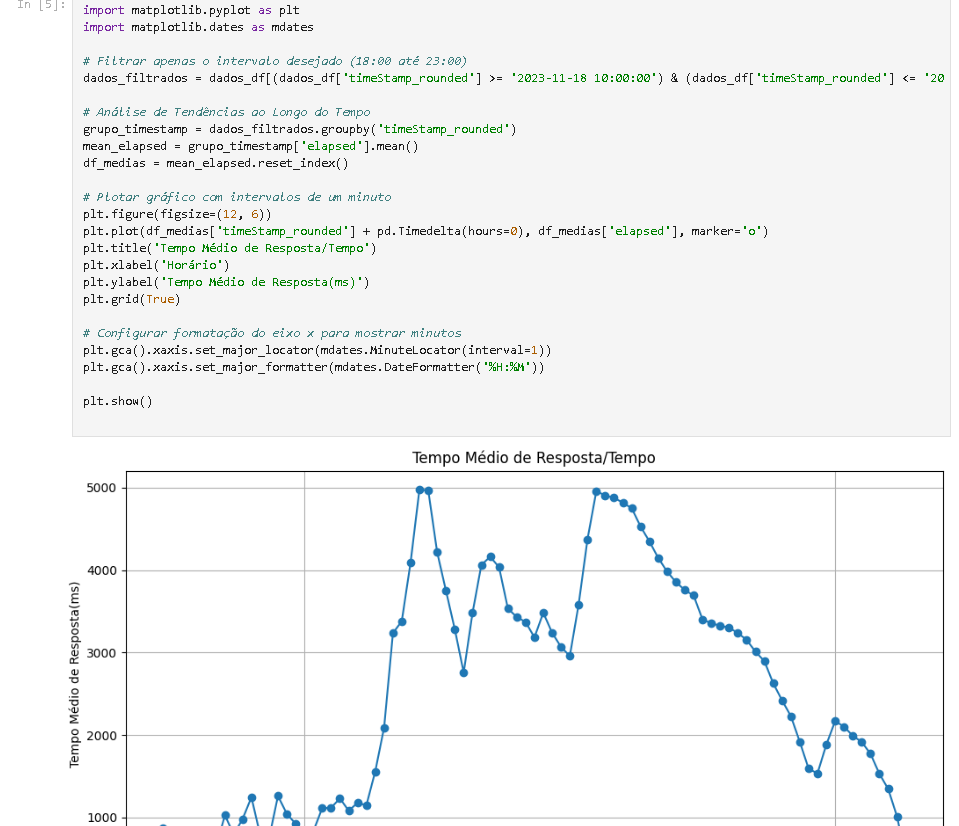 In [5]:
import matplotlib.pyplot as plt
import matplotlib.dates as mdates
# Filtrar apenas o intervalo desejado (18:00 até 23:00)
dados_filtrados = dados_df[(dados_df['timeStamp_rounded'] >= '2023-11-18 10:00:00') & (dados_df['timeStamp_rounded'] <= '20
# Análise de Tendências ao Longo do Tempo
grupo_timestamp = dados_filtrados.groupby('timeStamp_rounded')
mean_elapsed = grupo_timestamp['elapsed'].mean()
df_medias = mean_elapsed.reset_index()
# Plotar gráfico com intervalos de um minuto
plt.figure(figsize=(12, 6))
plt.plot(df_medias['timeStamp_rounded'] + pd.Timedelta(hours=0), df_medias['elapsed'], marker='o')
plt.title('Tempo Médio de Resposta/Tempo')
plt.xlabel('Horário')
plt.ylabel('Tempo Médio de Resposta(ms)')
plt.grid(True)
# Configurar formatação do eixo x para mostrar minutos
plt.gca().xaxis.set_major_locator(mdates.MinuteLocator(interval=1))
plt.gca().xaxis.set_major_formatter(mdates.DateFormatter('%H:%M'))
plt.show()
Tempo Médio de Resposta/Tempo
Tempo Médio de Resposta(ms)
5000
4000
3000
2000
1000